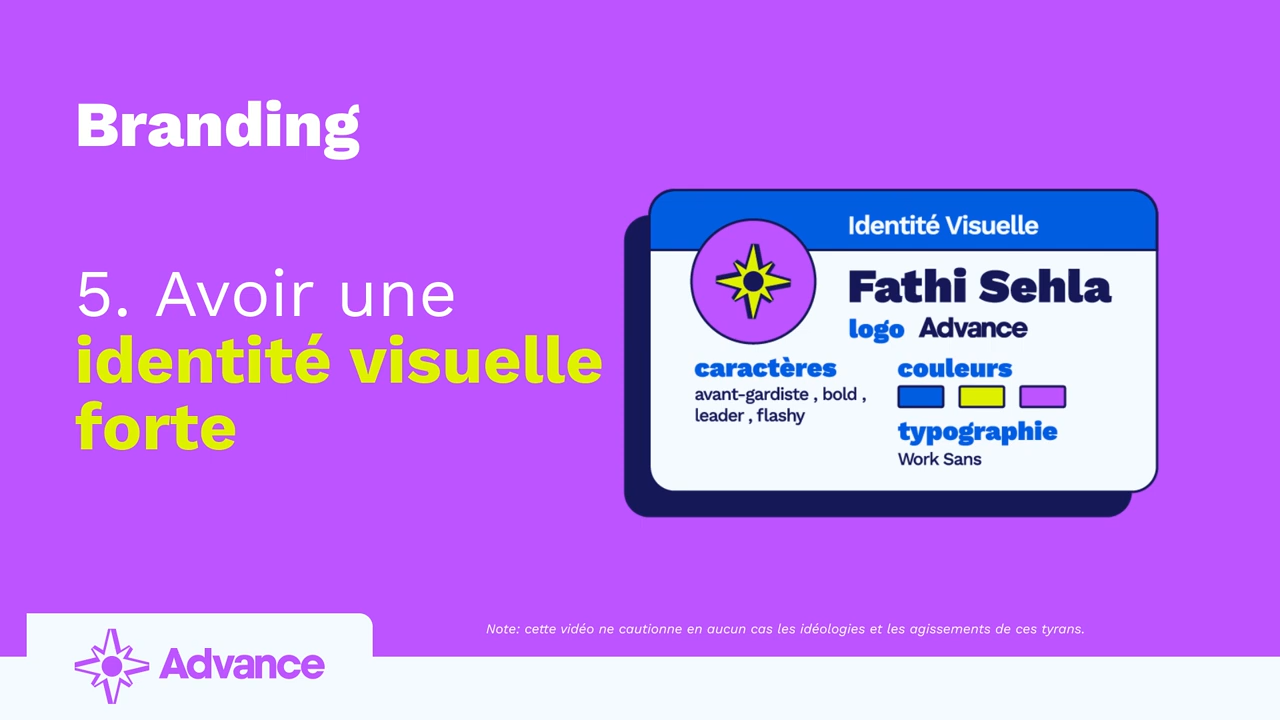 Branding
5. Avoir une
identité visuelle
forte
Identité Visuelle
Fathi Sehla
logo Advance
caractères
avant-gardiste , bold ,
leader , flashy
couleurs
typographie
Work Sans
Note: cette vidéo ne cautionne en aucun cas les idéologies et les agissements de ces tyrans.
Advance